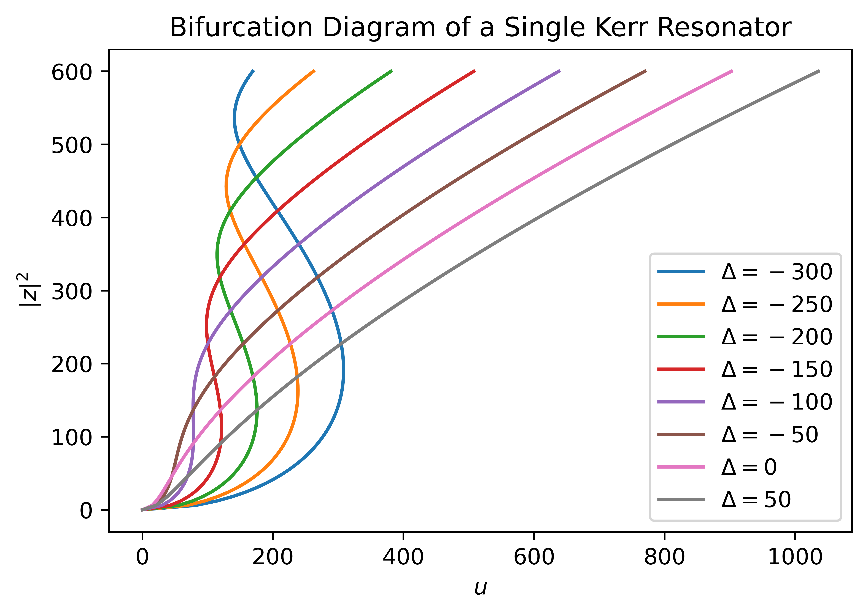 Bifurcation Diagram of a Single Kerr Resonator
600
500
400
300
200
100
0
|z|²
0
200
400
600
800
1000
u
Δ = −300
Δ = −250
Δ = −200
Δ = −150
Δ = −100
Δ = −50
Δ = 0
Δ = 50